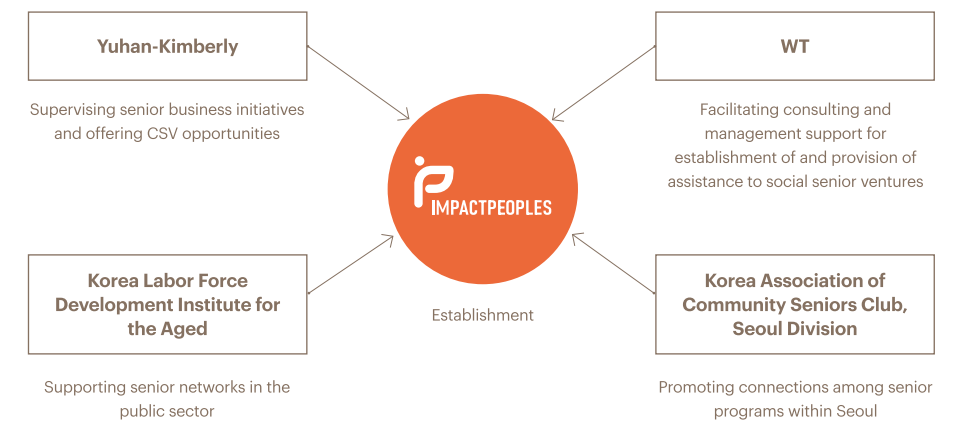 Yuhan-Kimberly
Supervising senior business initiatives
and offering CSV opportunities
WT
Facilitating consulting and
management support for
establishment of and provision of
assistance to social senior ventures
IMPACTPEOPLES
Establishment
Korea Labor Force
Development Institute for
the Aged
Supporting senior networks in the
public sector
Korea Association of
Community Seniors Club,
Seoul Division
Promoting connections among senior
programs within Seoul